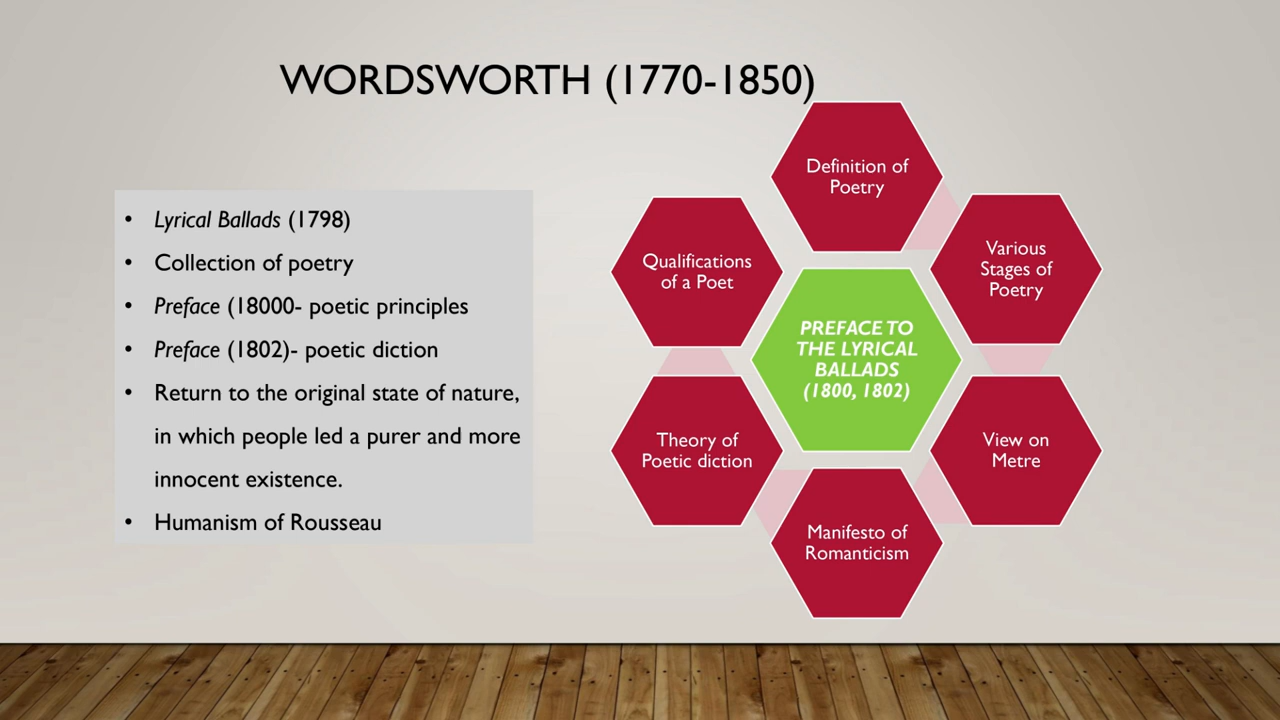 WORDSWORTH (1770-1850)
• Lyrical Ballads (1798)
• Collection of poetry
• Preface (18000- poetic principles
• Preface (1802)- poetic diction
• Return to the original state of nature,
in which people led a purer and more
innocent existence.
• Humanism of Rousseau
Definition of
Poetry
Various
Stages of
Poetry
View on
Metre
Manifesto of
Romanticism
Theory of
Poetic diction
Qualifications
of a Poet
PREFACE TO
THE LYRICAL
BALLADS
(1800, 1802)